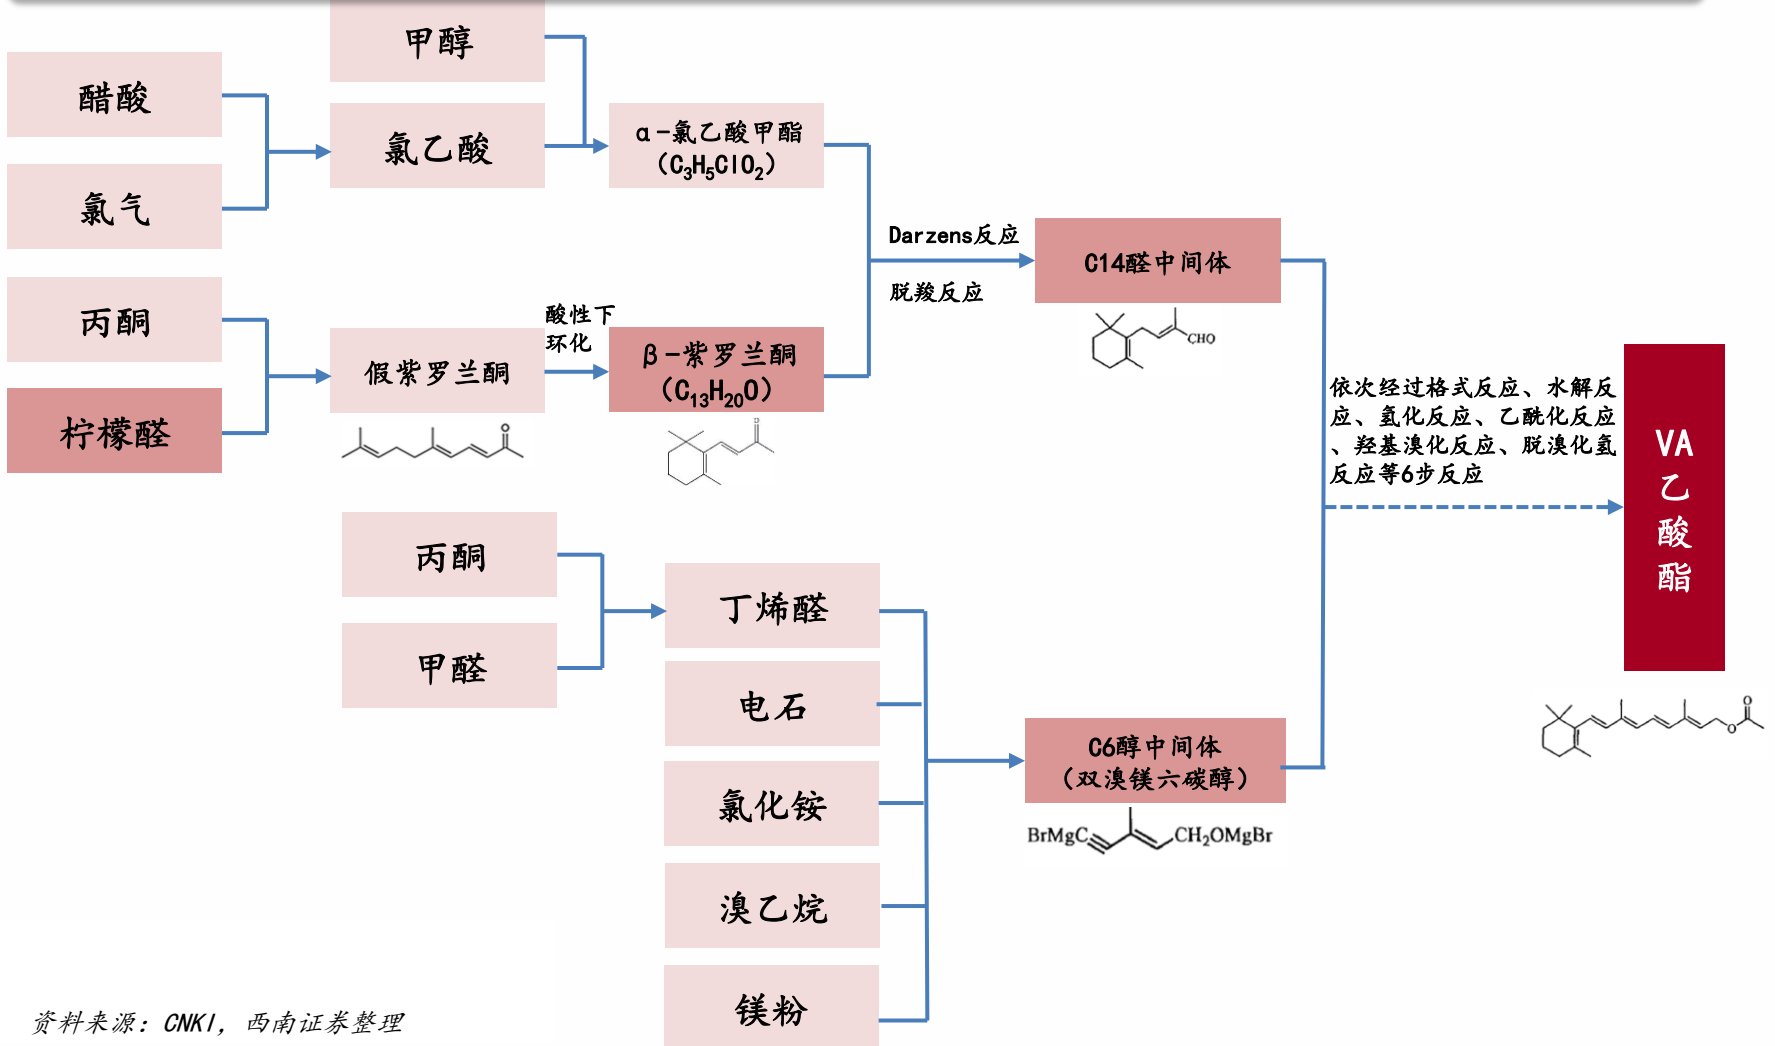 甲醇
醋酸
氯乙酸
α-氯乙酸甲酯
（C3H5ClO2）
氯气
Darzens反应
脱羧反应
C14醛中间体
CHO
丙酮
柠檬醛
假紫罗兰酮
O
酸性下
环化
β-紫罗兰酮
（C13H20O）
O
依次经过格式反应、水解反
应、氢化反应、乙酰化反应
、羟基溴化反应、脱溴化氢
反应等6步反应
VA
乙
酸
酯
O
O
丙酮
甲醛
丁烯醛
电石
氯化铵
溴乙烷
镁粉
C6醇中间体
（双溴镁六碳醇）
BrMgC
CH2OMgBr
资料来源：CNKI，西南证券整理